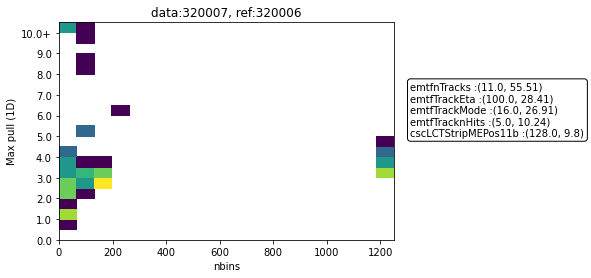 data:320007, ref:320006
10.0+
9.0
8.0
7.0
6.0
5.0
4.0
3.0
2.0
1.0
0.0
Max pull (1D)
0
200
400
600
800
1000
1200
nbins
emtfnTracks :(11.0, 55.51)
emtfTrackEta :(100.0, 28.41)
emtfTrackMode :(16.0, 26.91)
emtfTracknHits :(5.0, 10.24)
cscLCTStripMEPos11b :(128.0, 9.8)